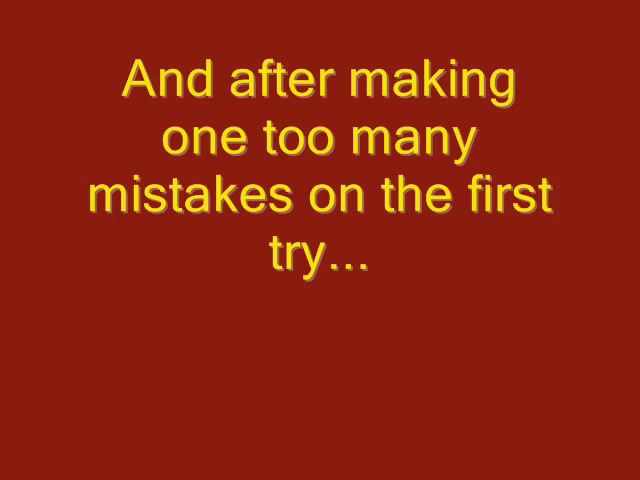 And after making
one too many
mistakes on the first
try...